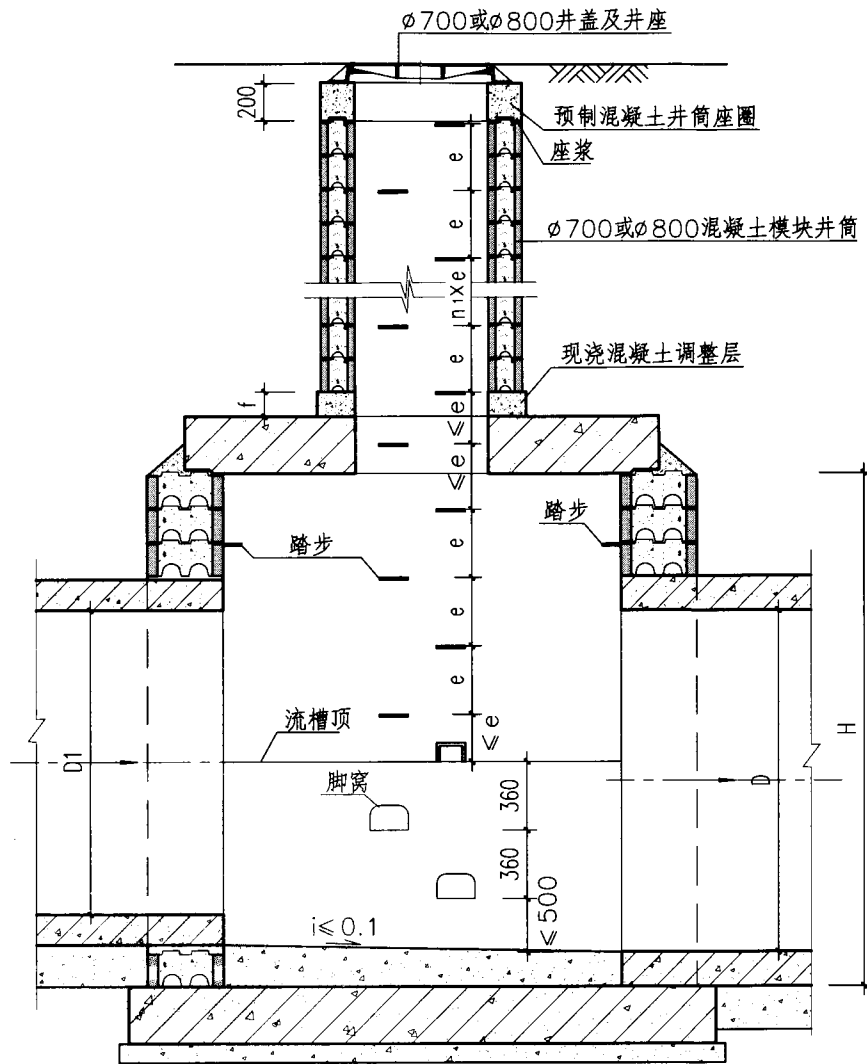 ø700或ø800井盖及井座
200
预制混凝土井筒座圈
座浆
e
e
ø700或ø800混凝土模块井筒
n1×e
e
现浇混凝土调整层
f
≤e
≤e
踏步
踏步
e
e
e
流槽顶
≤e
H
D1
D
脚窝
360
360
i≤0.1
≤500